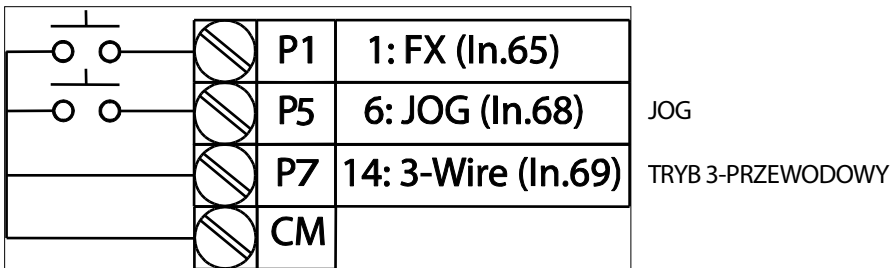 P1 1: FX (In.65)
P5 6: JOG (In.68) JOG
P7 14: 3-Wire (In.69) TRYB 3-PRZEWODOWY
CM